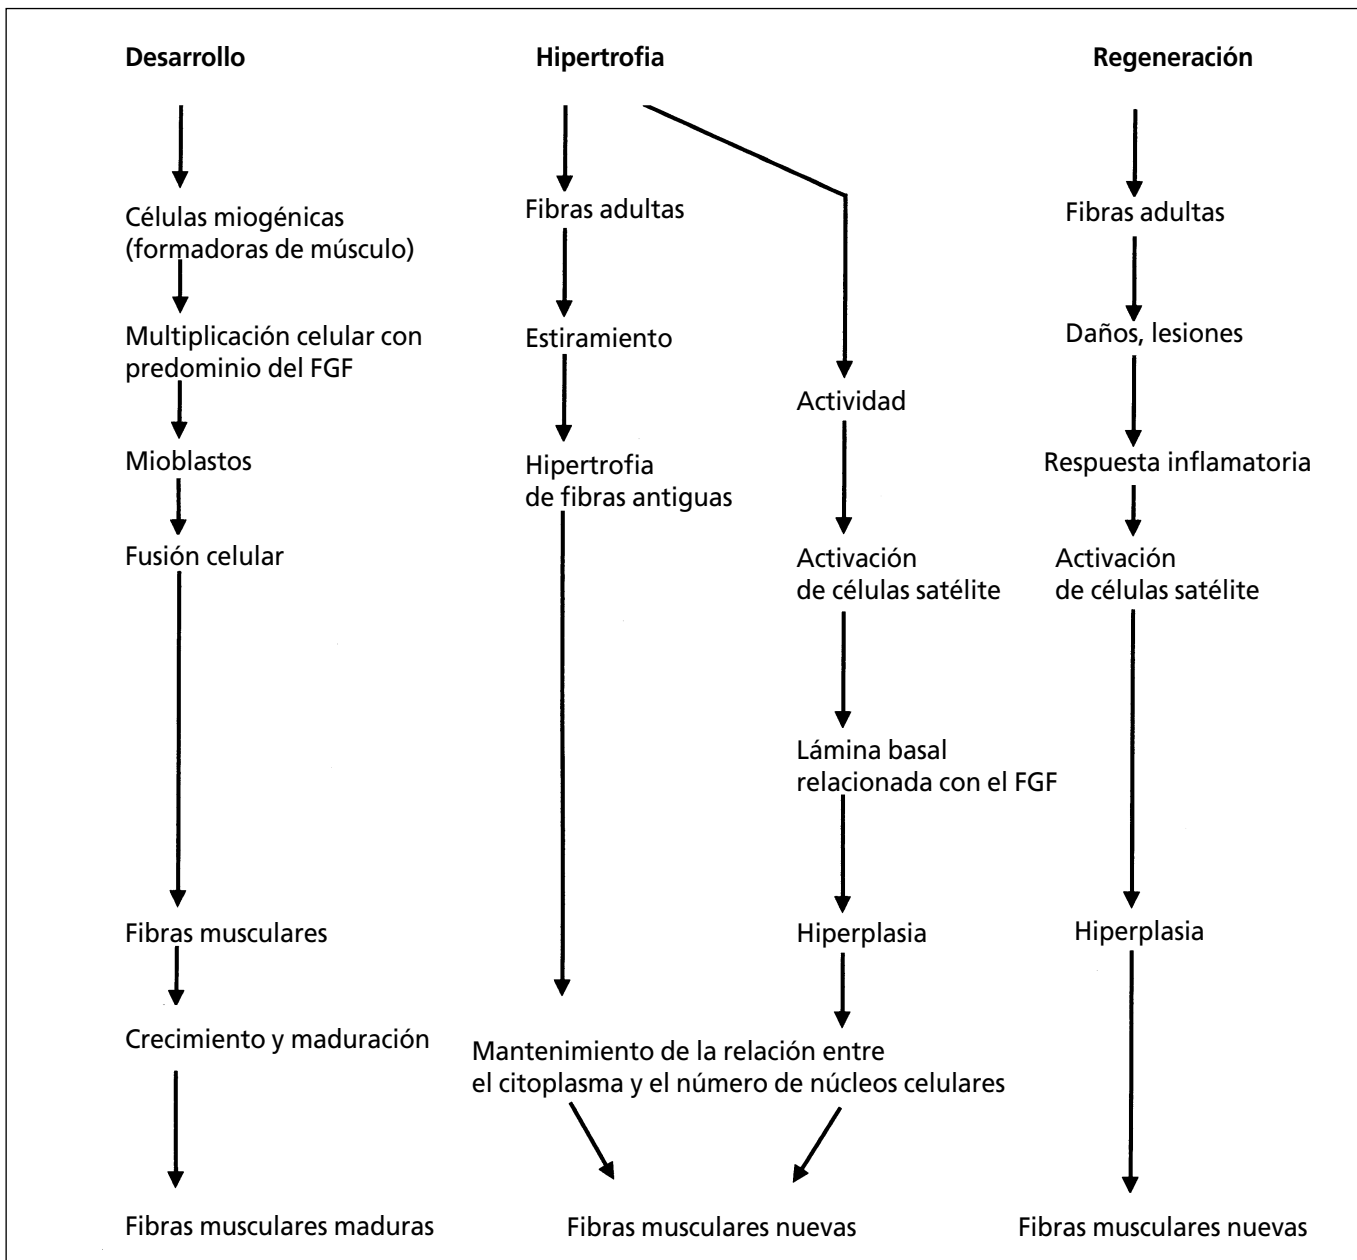 Desarrollo
Células miogénicas
(formadoras de músculo)
Multiplicación celular con
predominio del FGF
Mioblastos
Fusión celular
Fibras musculares
Crecimiento y maduración
Fibras musculares maduras
Hipertrofia
Fibras adultas
Estiramiento
Hipertrofia
de fibras antiguas
Actividad
Activación
de células satélite
Lámina basal
relacionada con el FGF
Hiperplasia
Mantenimiento de la relación entre
el citoplasma y el número de núcleos celulares
Fibras musculares nuevas
Regeneración
Fibras adultas
Daños, lesiones
Respuesta inflamatoria
Activación
de células satélite
Hiperplasia
Fibras musculares nuevas